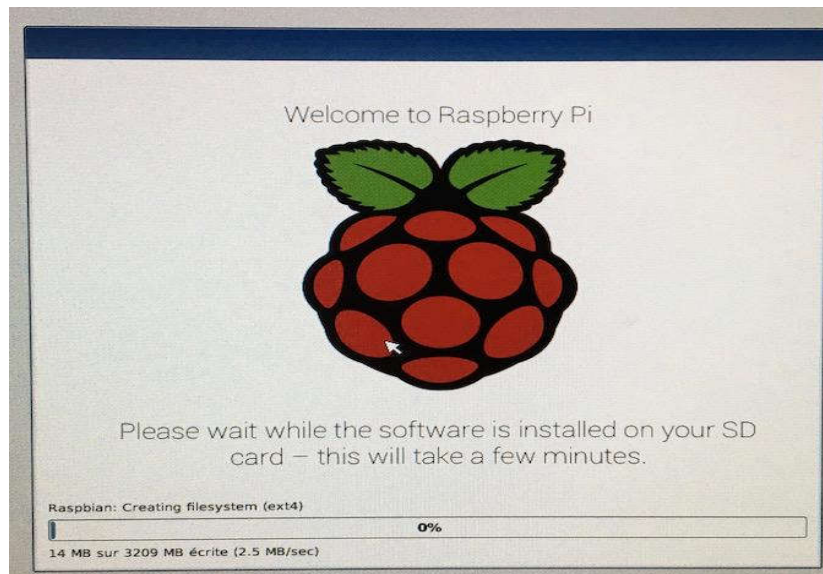 Welcome to Raspberry Pi
Please wait while the software is installed on your SD
card – this will take a few minutes.
Raspbian: Creating filesystem (ext4)
0%
14 MB sur 3209 MB écrite (2.5 MB/sec)